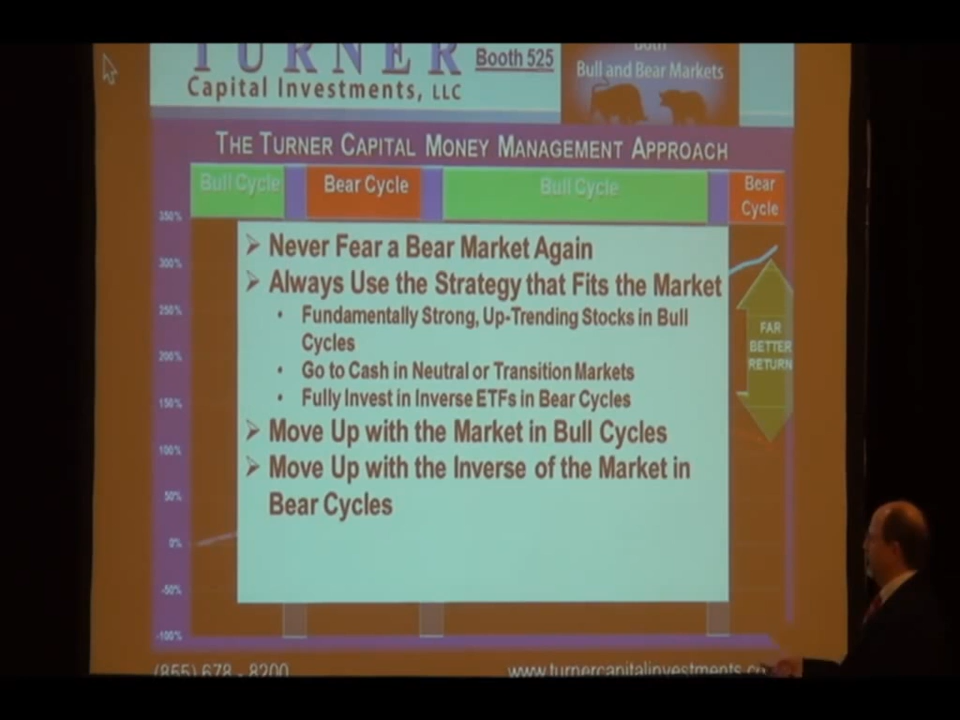 TURNER
Booth 525
Capital Investments, LLC
Both
Bull and Bear Markets
THE TURNER CAPITAL MONEY MANAGEMENT APPROACH
Bull Cycle
Bear Cycle
Bull Cycle
Bear
Cycle
350%
300%
250%
200%
150%
100%
50%
0%
-50%
-100%
➢ Never Fear a Bear Market Again
➢ Always Use the Strategy that Fits the Market
• Fundamentally Strong, Up-Trending Stocks in Bull
Cycles
• Go to Cash in Neutral or Transition Markets
• Fully Invest in Inverse ETFs in Bear Cycles
➢ Move Up with the Market in Bull Cycles
➢ Move Up with the Inverse of the Market in
Bear Cycles
FAR
BETTER
RETURN
(855) 678 - 8200
www.turnercapitalinvestments.co